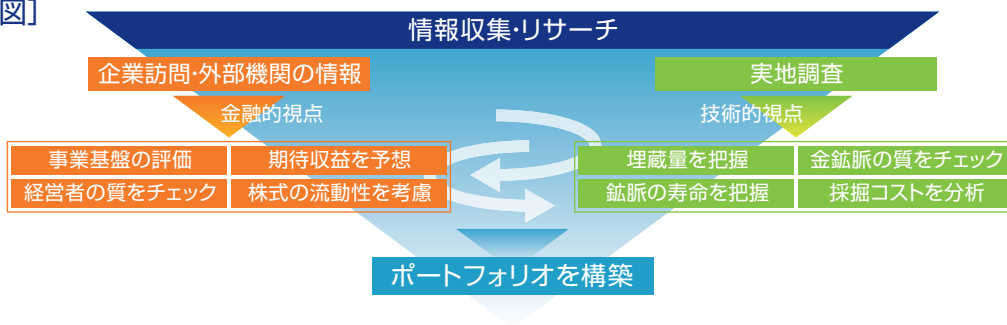 図]
情報収集・リサーチ
企業訪問・外部機関の情報
実地調査
金融的視点
技術的視点
事業基盤の評価
期待収益を予想
埋蔵量を把握
金鉱脈の質をチェック
経営者の質をチェック
株式の流動性を考慮
鉱脈の寿命を把握
採掘コストを分析
ポートフォリオを構築